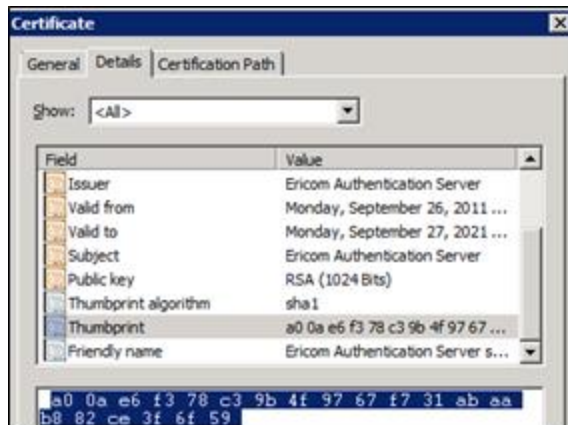 Certificate
General Details Certification Path
Show: <All>
Field Value
Issuer Ericom Authentication Server
Valid from Monday, September 26, 2011 ...
Valid to Monday, September 27, 2021 ...
Subject Ericom Authentication Server
Public key RSA (1024 Bits)
Thumbprint algorithm sha1
Thumbprint a0 0a e6 f3 78 c3 9b 4f 97 67 ...
Friendly name Ericom Authentication Server s...
a0 0a e6 f3 78 c3 9b 4f 97 67 f7 31 ab aa
b8 82 ce 3f 6f 59